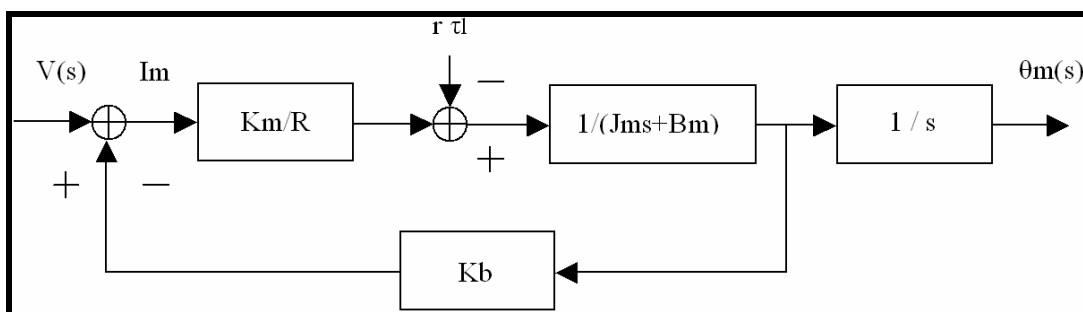 r τl
V(s)
Im
θm(s)
−
Km/R
1/(Jms+Bm)
1 / s
+
+
−
Kb